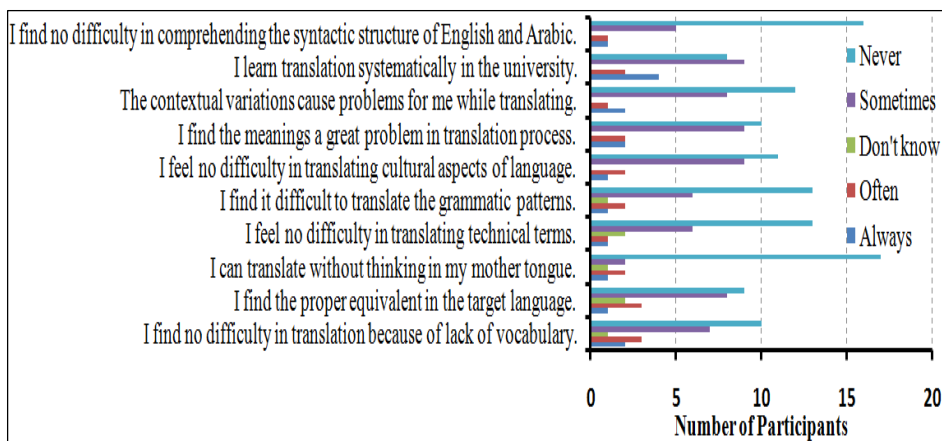 I find no difficulty in comprehending the syntactic structure of English and Arabic.
I learn translation systematically in the university.
The contextual variations cause problems for me while translating.
I find the meanings a great problem in translation process.
I feel no difficulty in translating cultural aspects of language.
I find it difficult to translate the grammatic patterns.
I feel no difficulty in translating technical terms.
I can translate without thinking in my mother tongue.
I find the proper equivalent in the target language.
I find no difficulty in translation because of lack of vocabulary.
Never
Sometimes
Don't know
Often
Always
0 5 10 15 20
Number of Participants